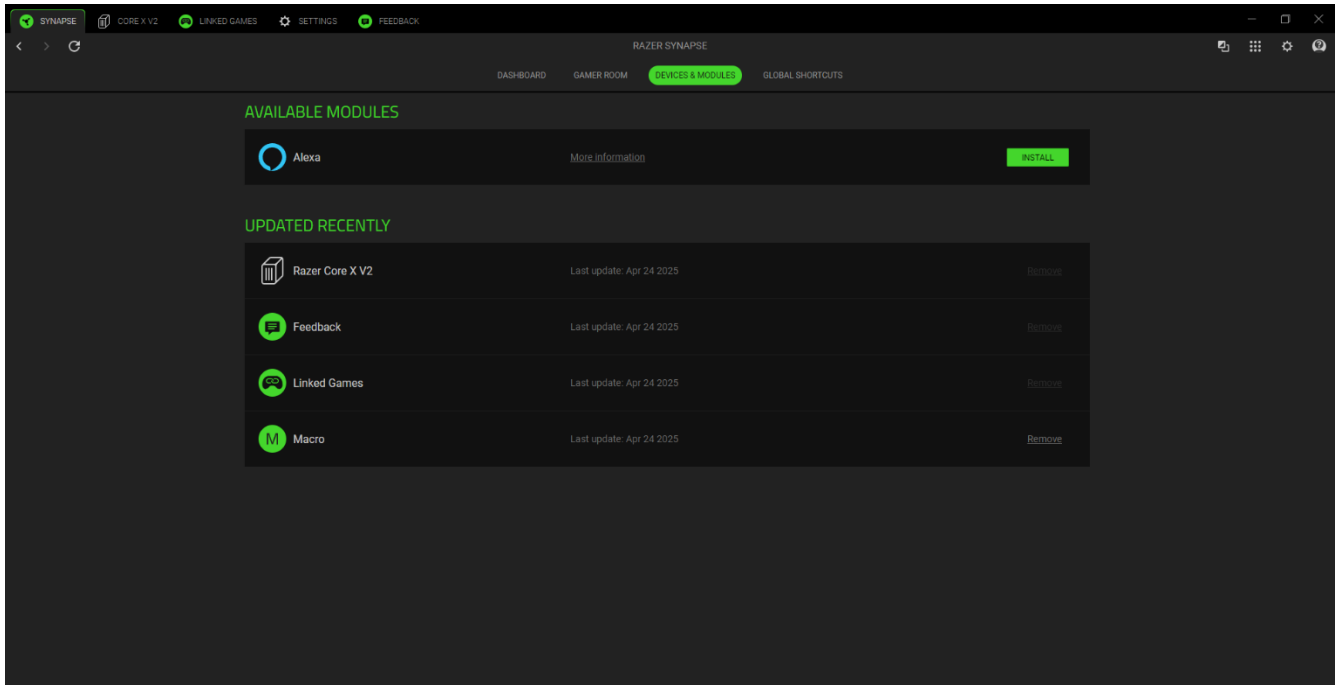 SYNAPSE CORE X V2 LINKED GAMES SETTINGS FEEDBACK
RAZER SYNAPSE
DASHBOARD GAMER ROOM DEVICES & MODULES GLOBAL SHORTCUTS
AVAILABLE MODULES
Alexa More information INSTALL
UPDATED RECENTLY
Razer Core X V2 Last update: Apr 24 2025 Remove
Feedback Last update: Apr 24 2025 Remove
Linked Games Last update: Apr 24 2025 Remove
M Macro Last update: Apr 24 2025 Remove